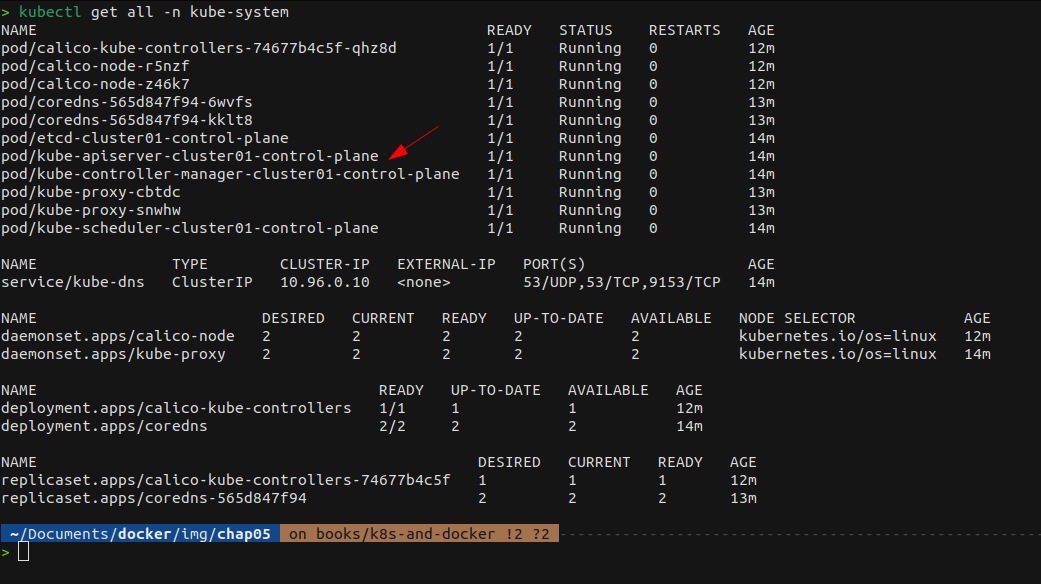 > kubectl get all -n kube-system
NAME READY STATUS RESTARTS AGE
pod/calico-kube-controllers-74677b4c5f-qhz8d 1/1 Running 0 12m
pod/calico-node-r5nzf 1/1 Running 0 12m
pod/calico-node-z46k7 1/1 Running 0 12m
pod/coredns-565d847f94-6wvfs 1/1 Running 0 13m
pod/coredns-565d847f94-kklt8 1/1 Running 0 13m
pod/etcd-cluster01-control-plane 1/1 Running 0 14m
pod/kube-apiserver-cluster01-control-plane 1/1 Running 0 14m
pod/kube-controller-manager-cluster01-control-plane 1/1 Running 0 14m
pod/kube-proxy-cbtdc 1/1 Running 0 13m
pod/kube-proxy-snwhw 1/1 Running 0 13m
pod/kube-scheduler-cluster01-control-plane 1/1 Running 0 14m
NAME TYPE CLUSTER-IP EXTERNAL-IP PORT(S) AGE
service/kube-dns ClusterIP 10.96.0.10 <none> 53/UDP,53/TCP,9153/TCP 14m
NAME DESIRED CURRENT READY UP-TO-DATE AVAILABLE NODE SELECTOR AGE
daemonset.apps/calico-node 2 2 2 2 2 kubernetes.io/os=linux 12m
daemonset.apps/kube-proxy 2 2 2 2 2 kubernetes.io/os=linux 14m
NAME READY UP-TO-DATE AVAILABLE AGE
deployment.apps/calico-kube-controllers 1/1 1 1 12m
deployment.apps/coredns 2/2 2 2 14m
NAME DESIRED CURRENT READY AGE
replicaset.apps/calico-kube-controllers-74677b4c5f 1 1 1 12m
replicaset.apps/coredns-565d847f94 2 2 2 13m
~/Documents/docker/img/chap05 on books/k8s-and-docker !2 ?2
>